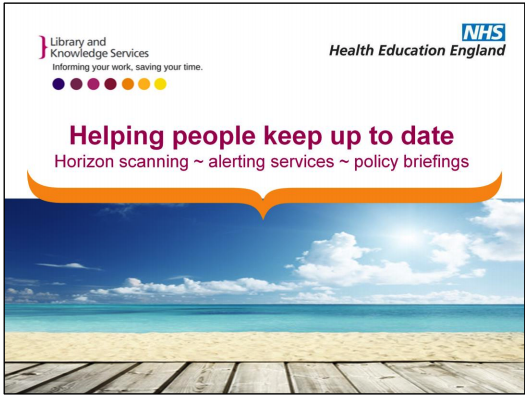 Library and
Knowledge Services
Informing your work, saving your time.
NHS
Health Education England
Helping people keep up to date
Horizon scanning ~ alerting services ~ policy briefings